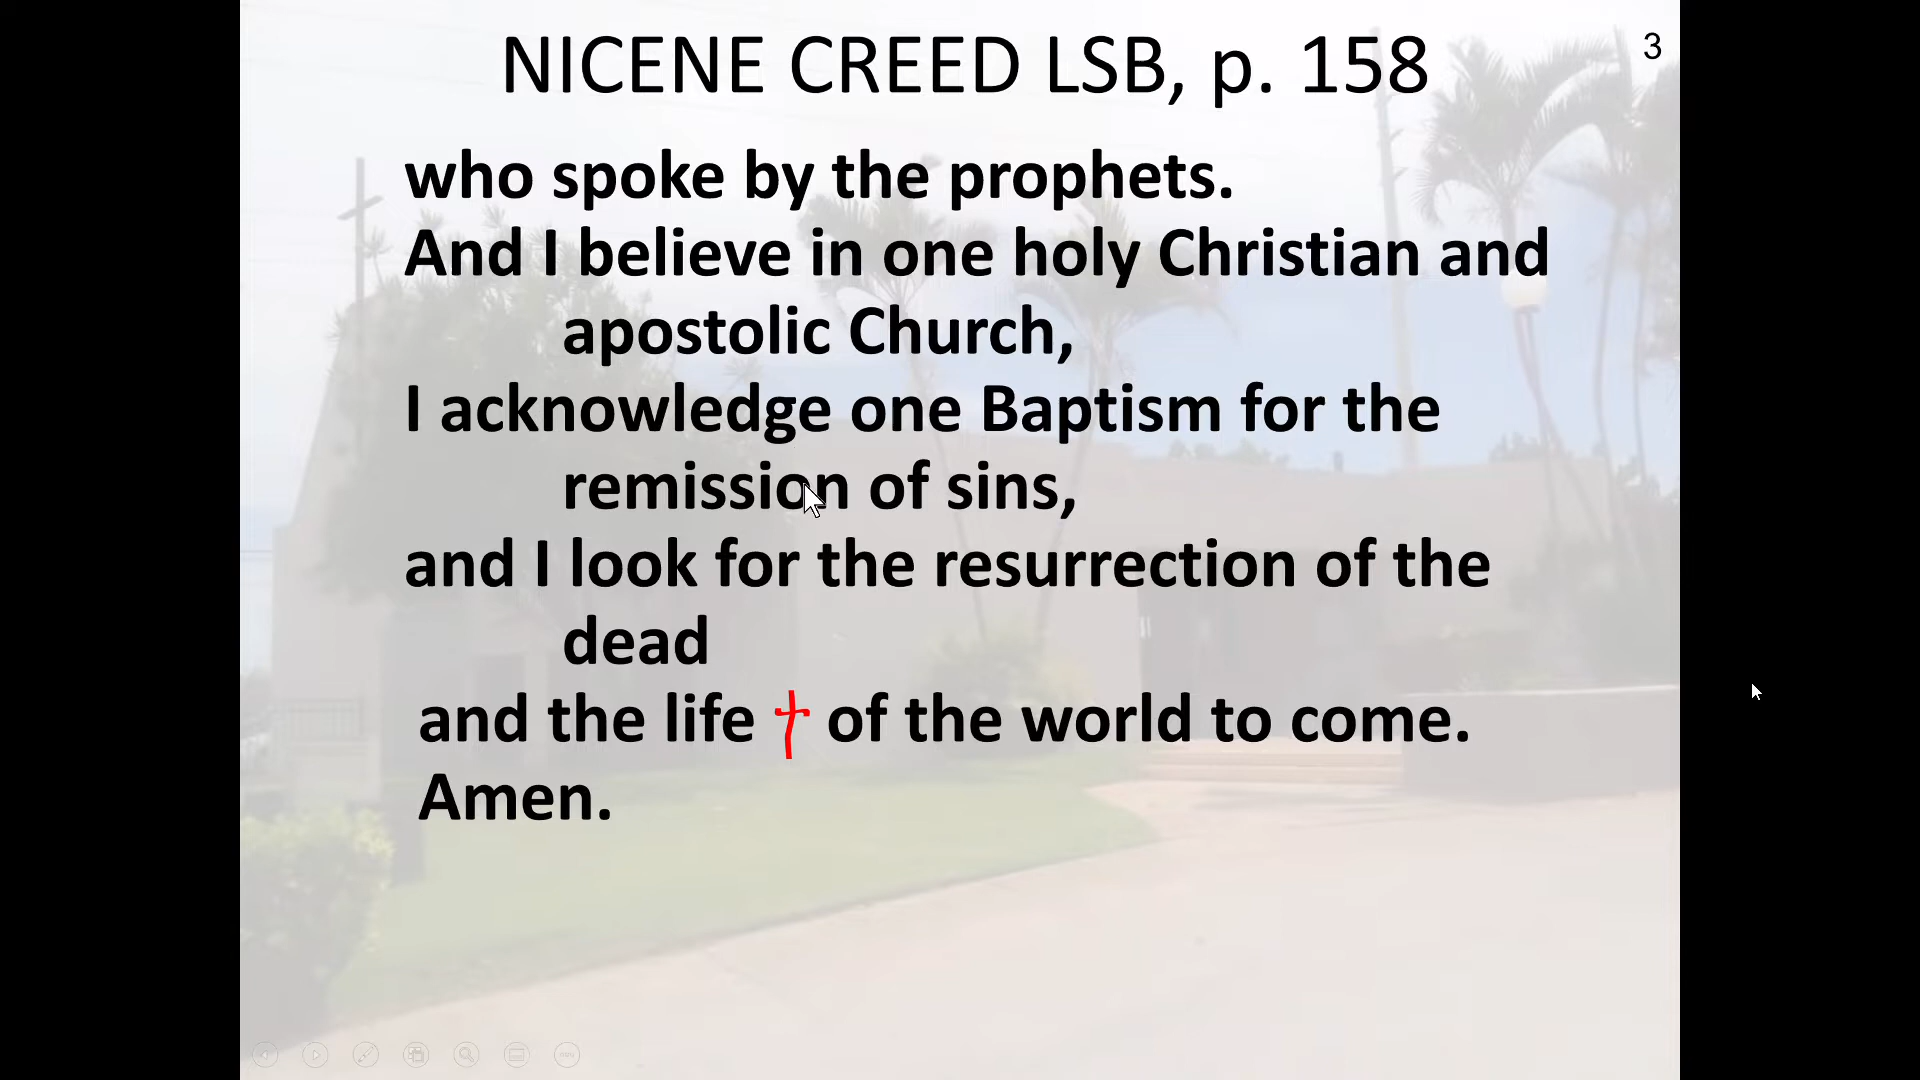 NICENE CREED LSB, p. 158
3
who spoke by the prophets.
And I believe in one holy Christian and
apostolic Church,
I acknowledge one Baptism for the
remission of sins,
and I look for the resurrection of the
dead
and the life † of the world to come.
Amen.